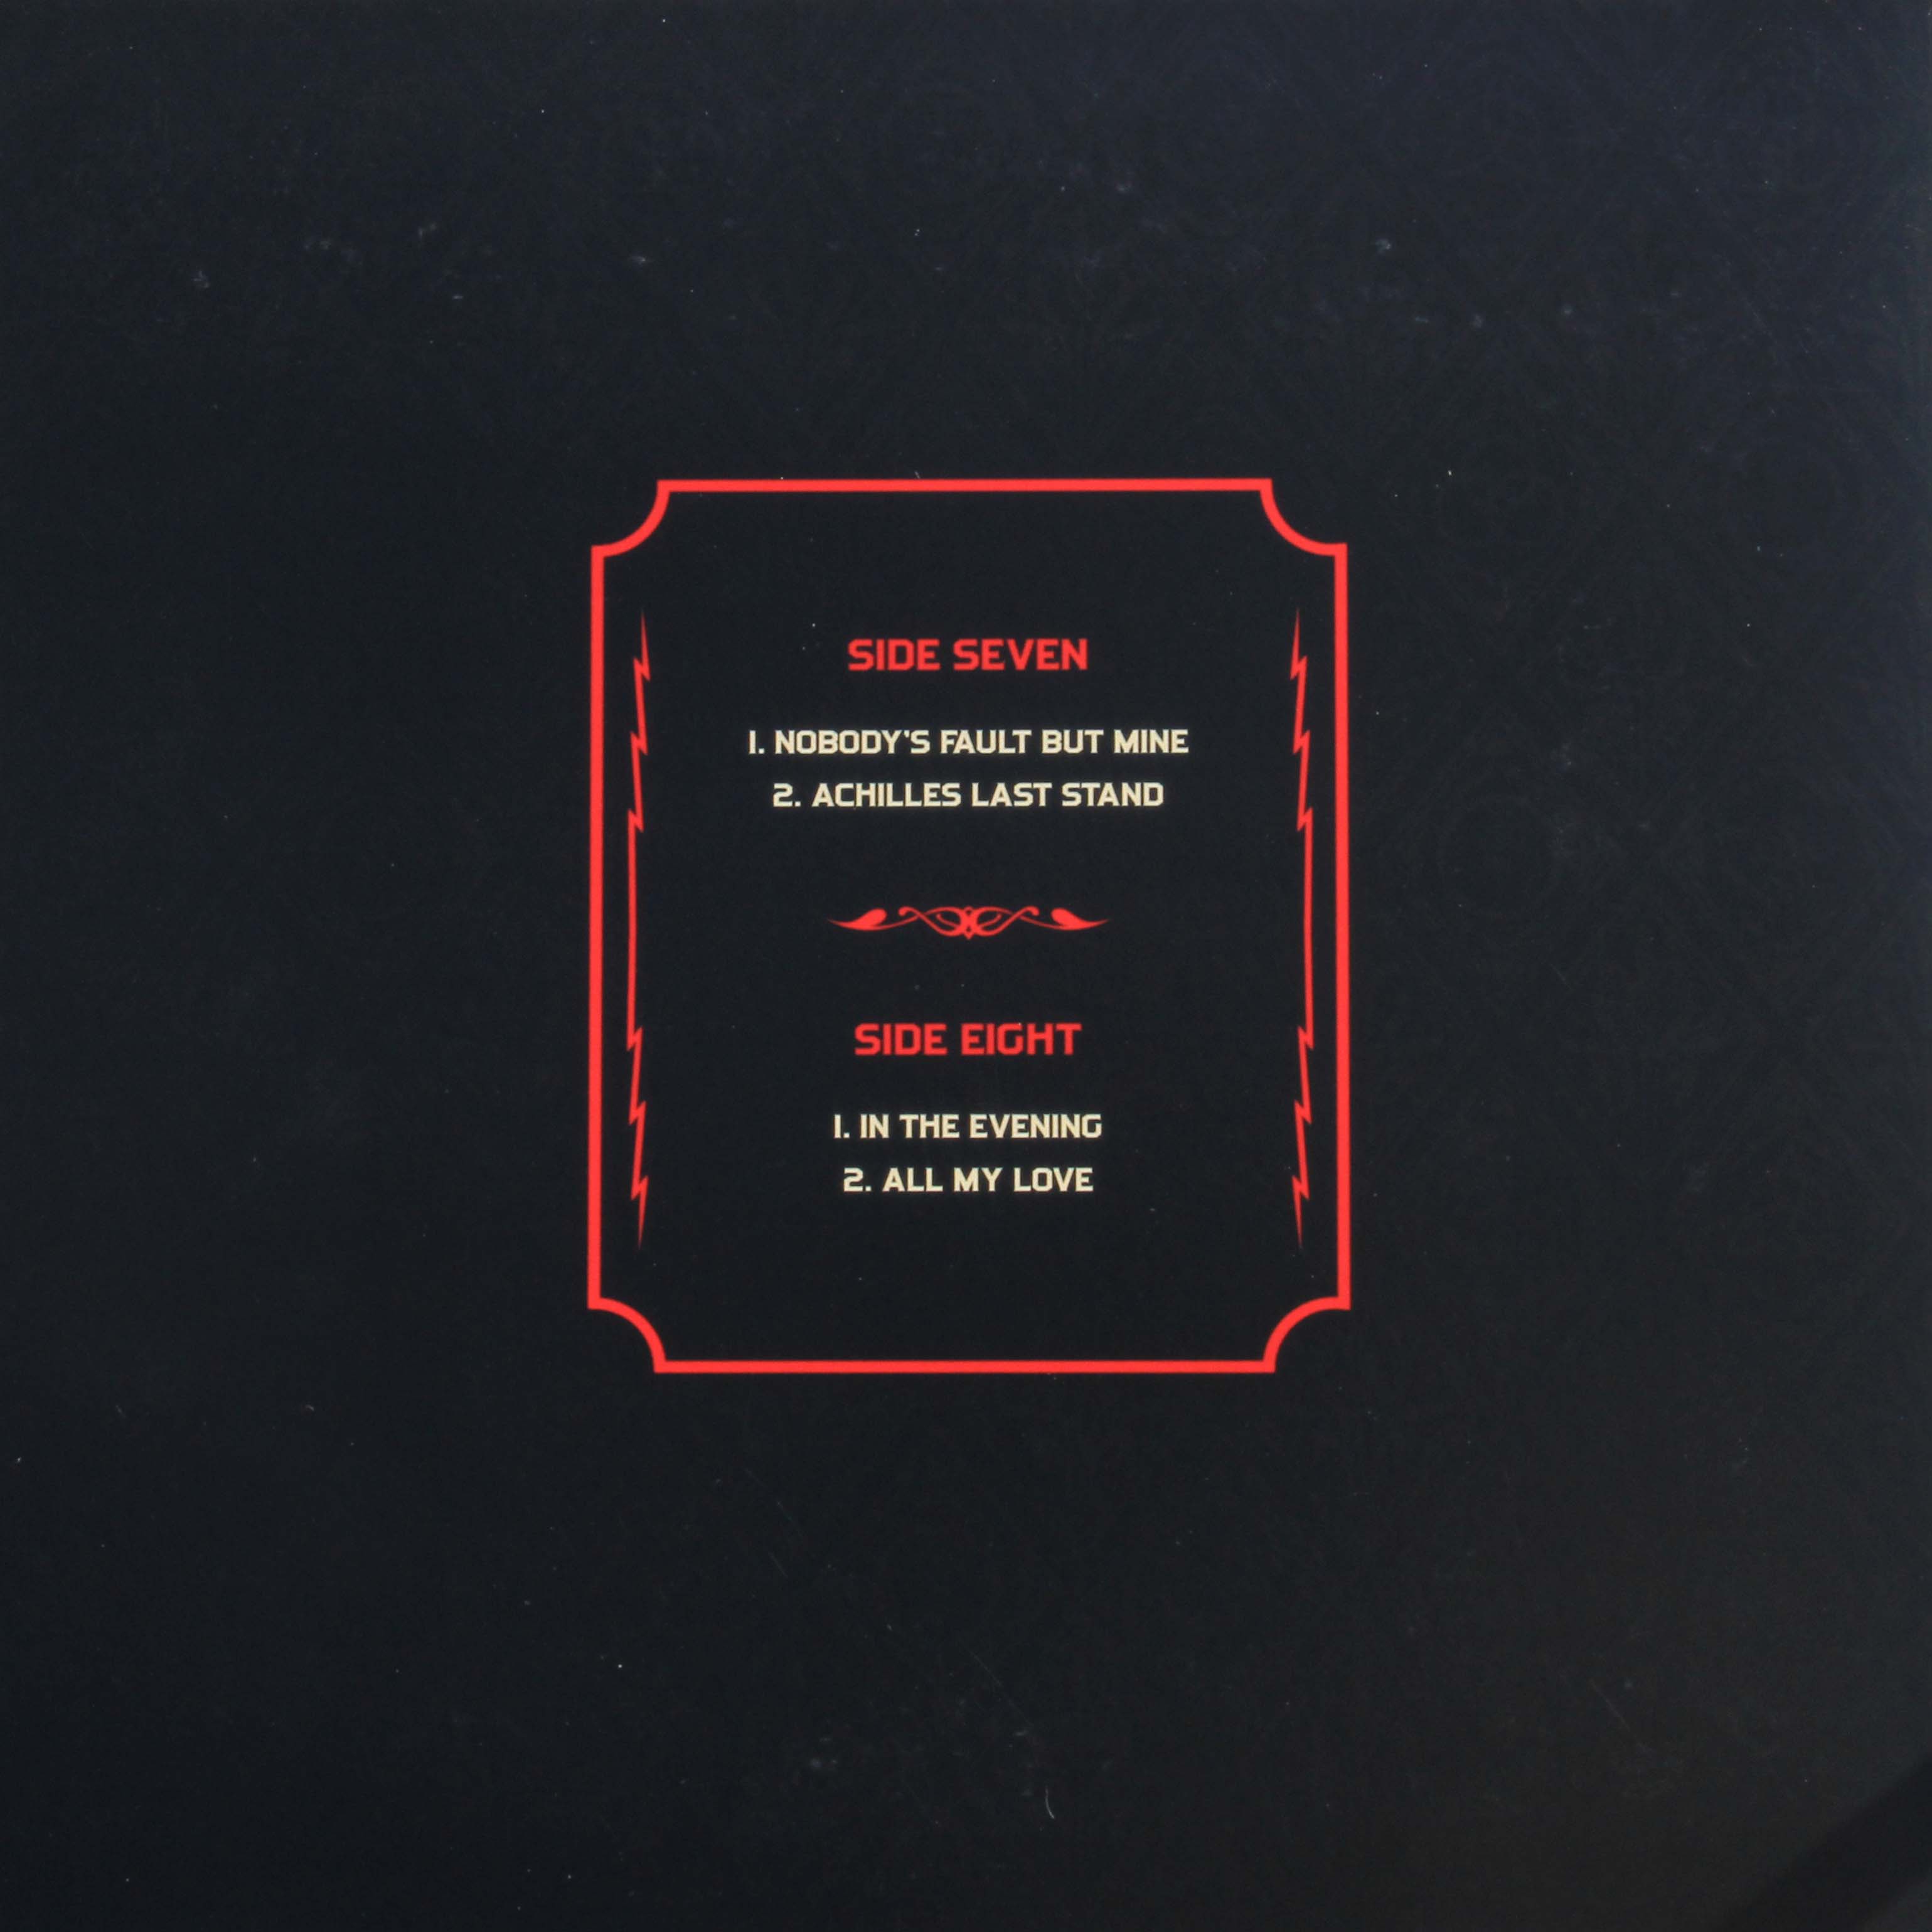 SIDE SEVEN
1. NOBODY'S FAULT BUT MINE
2. ACHILLES LAST STAND
SIDE EIGHT
1. IN THE EVENING
2. ALL MY LOVE